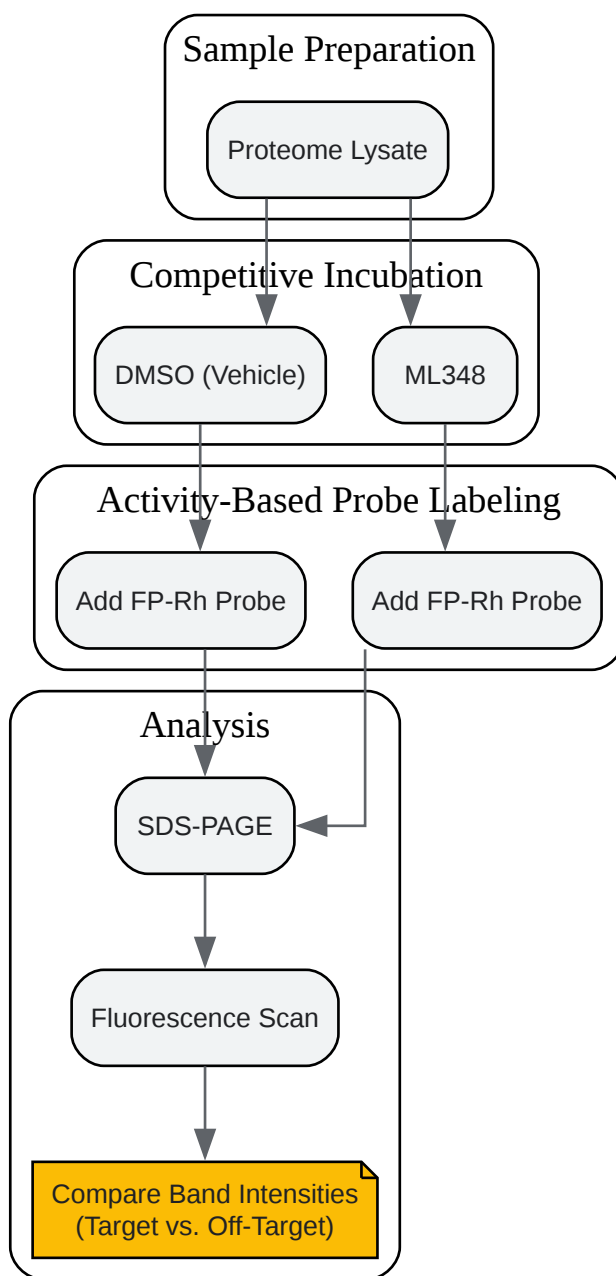 Sample Preparation
Proteome Lysate
Competitive Incubation
DMSO (Vehicle)
ML348
Activity-Based Probe Labeling
Add FP-Rh Probe
Add FP-Rh Probe
Analysis
SDS-PAGE
Fluorescence Scan
Compare Band Intensities
(Target vs. Off-Target)